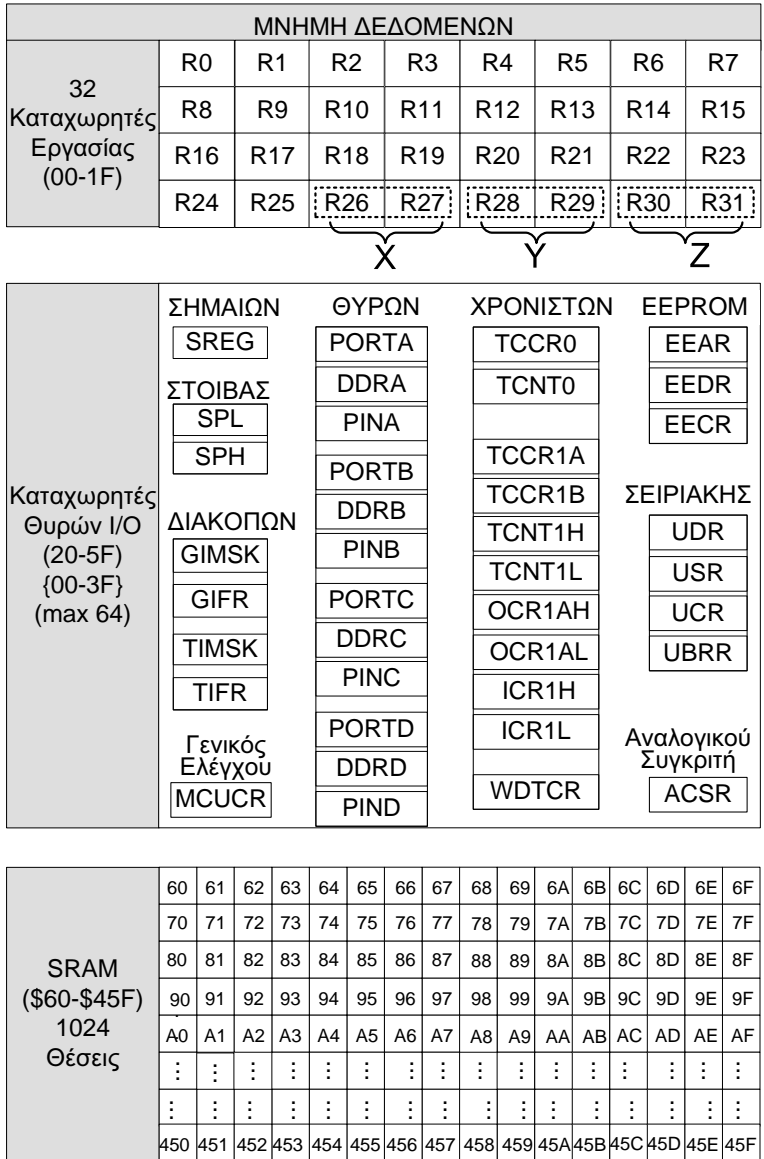 ΜΝΗΜΗ ΔΕΔΟΜΕΝΩΝ
32
Καταχωρητές
Εργασίας
(00-1F)
R0 R1 R2 R3 R4 R5 R6 R7
R8 R9 R10 R11 R12 R13 R14 R15
R16 R17 R18 R19 R20 R21 R22 R23
R24 R25 R26 R27 R28 R29 R30 R31
X Y Z
Καταχωρητές
Θυρών I/O
(20-5F)
{00-3F}
(max 64)
ΣΗΜΑΙΩΝ
SREG
ΣΤΟΙΒΑΣ
SPL
SPH
ΔΙΑΚΟΠΩΝ
GIMSK
GIFR
TIMSK
TIFR
Γενικός
Ελέγχου
MCUCR
ΘΥΡΩΝ
PORTA
DDRA
PINA
PORTB
DDRB
PINB
PORTC
DDRC
PINC
PORTD
DDRD
PIND
ΧΡΟΝΙΣΤΩΝ
TCCR0
TCNT0
TCCR1A
TCCR1B
TCNT1H
TCNT1L
OCR1AH
OCR1AL
ICR1H
ICR1L
WDTCR
EEPROM
EEAR
EEDR
EECR
ΣΕΙΡΙΑΚΗΣ
UDR
USR
UCR
UBRR
Αναλογικού
Συγκριτή
ACSR
SRAM
($60-$45F)
1024
Θέσεις
60 61 62 63 64 65 66 67 68 69 6A 6B 6C 6D 6E 6F
70 71 72 73 74 75 76 77 78 79 7A 7B 7C 7D 7E 7F
80 81 82 83 84 85 86 87 88 89 8A 8B 8C 8D 8E 8F
90 91 92 93 94 95 96 97 98 99 9A 9B 9C 9D 9E 9F
A0 A1 A2 A3 A4 A5 A6 A7 A8 A9 AA AB AC AD AE AF
⋮ ⋮ ⋮ ⋮ ⋮ ⋮ ⋮ ⋮ ⋮ ⋮ ⋮ ⋮ ⋮ ⋮ ⋮ ⋮
⋮ ⋮ ⋮ ⋮ ⋮ ⋮ ⋮ ⋮ ⋮ ⋮ ⋮ ⋮ ⋮ ⋮ ⋮ ⋮
450 451 452 453 454 455 456 457 458 459 45A 45B 45C 45D 45E 45F